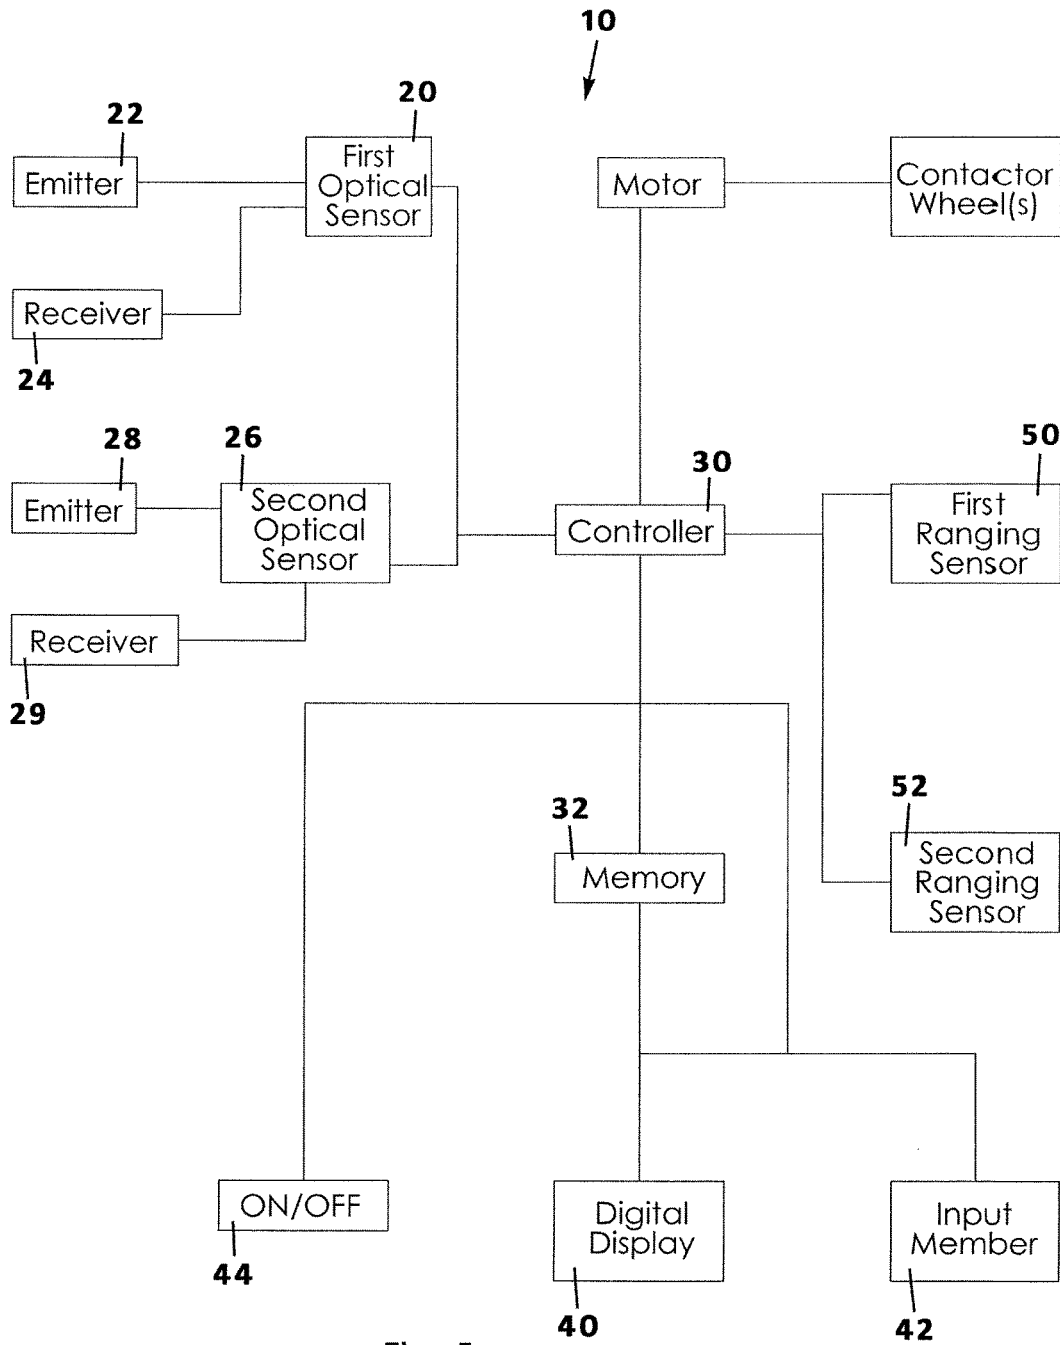 10
22
20
Emitter
First
Optical
Sensor
Motor
Contactor
Wheel(s)
Receiver
24
28
26
30
50
Emitter
Second
Optical
Sensor
Controller
First
Ranging
Sensor
Receiver
29
32
52
Memory
Second
Ranging
Sensor
ON/OFF
Digital
Display
Input
Member
44
40
42